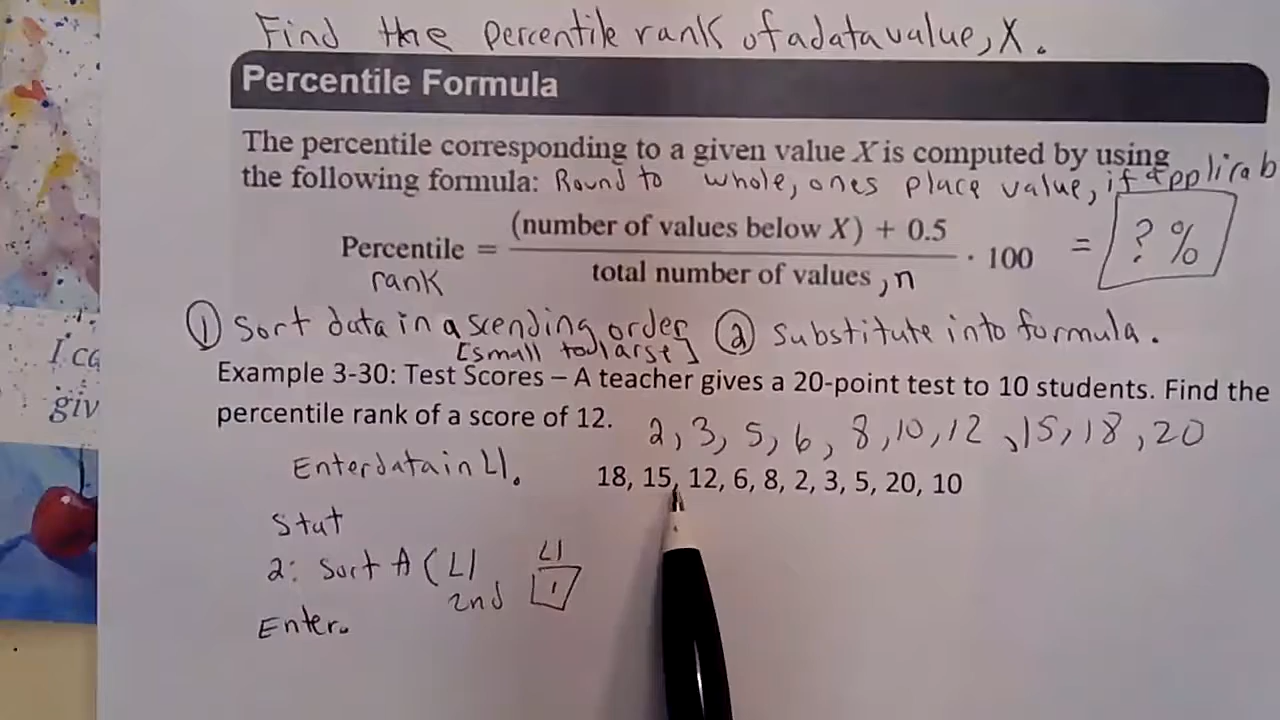 Find the percentile rank of a data value, X.
Percentile Formula
The percentile corresponding to a given value X is computed by using
the following formula: Round to whole, ones place value, if applicab
Percentile rank = (number of values below X) + 0.5 / total number of values, n · 100 = ? %
① Sort data in ascending order ② Substitute into formula.
[small to large]
Example 3-30: Test Scores – A teacher gives a 20-point test to 10 students. Find the
percentile rank of a score of 12.
2, 3, 5, 6, 8, 10, 12, 15, 18, 20
Enter data in L1.
18, 15, 12, 6, 8, 2, 3, 5, 20, 10
I ca
giv
Stat
2: Sort A (L1
2nd
L1
1
Enter.